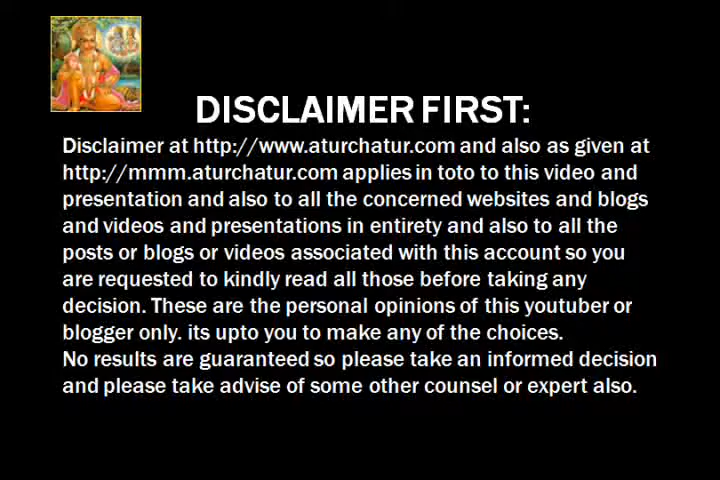 DISCLAIMER FIRST:
Disclaimer at http://www.aturchatur.com and also as given at
http://mmm.aturchatur.com applies in toto to this video and
presentation and also to all the concerned websites and blogs
and videos and presentations in entirety and also to all the
posts or blogs or videos associated with this account so you
are requested to kindly read all those before taking any
decision. These are the personal opinions of this youtuber or
blogger only. its upto you to make any of the choices.
No results are guaranteed so please take an informed decision
and please take advise of some other counsel or expert also.